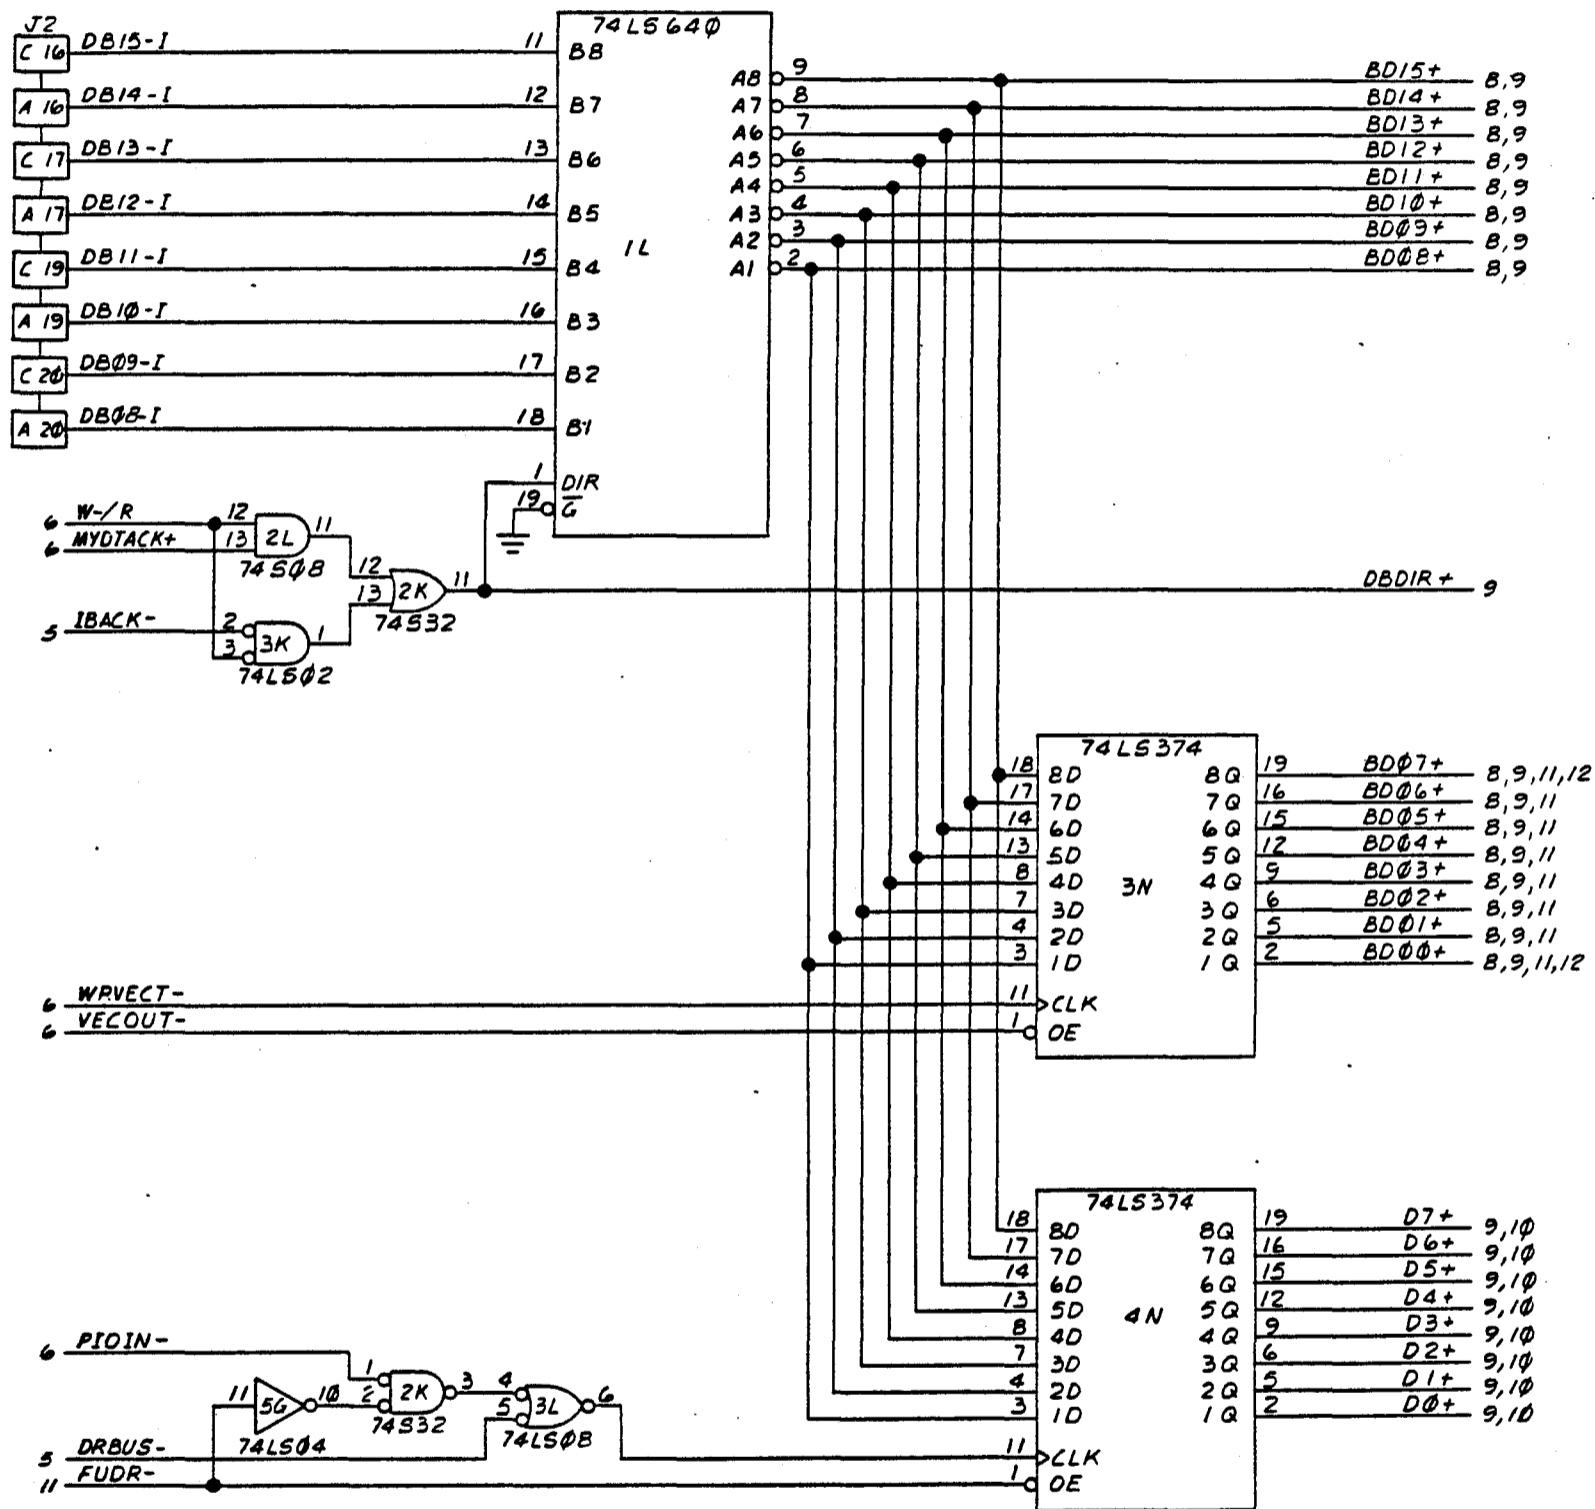 J2
74LS64Ø
C 16 DB15-I 11 B8
A8 9 BD15+ 8,9
A 16 DB14-I 12 B7
A7 8 BD14+ 8,9
A6 7 BD13+ 8,9
C 17 DB13-I 13 B6
A5 6 BD12+ 8,9
A4 5 BD11+ 8,9
A 17 DB12-I 14 B5
A3 4 BD1Ø+ 8,9
1L
A2 3 BDØ9+ 8,9
C 19 DB11-I 15 B4
A1 2 BDØ8+ 8,9
A 19 DB1Ø-I 16 B3
C 2Ø DBØ9-I 17 B2
A 2Ø DBØ8-I 18 B1
1 DIR
19 G
6 W-/R 12 11
6 MYDTACK+ 13 2L
74SØ8
12
13 2K 11
74S32
DBDIR+ 9
5 IBACK- 2
3 3K 1
74LSØ2
74LS374
18 8D 8Q 19 BDØ7+ 8,9,11,12
17 7D 7Q 16 BDØ6+ 8,9,11
14 6D 6Q 15 BDØ5+ 8,9,11
13 5D 5Q 12 BDØ4+ 8,9,11
8 4D 3N 4Q 9 BDØ3+ 8,9,11
7 3D 3Q 6 BDØ2+ 8,9,11
4 2D 2Q 5 BDØ1+ 8,9,11
3 1D 1Q 2 BDØØ+ 8,9,11,12
6 WRVECT- 11 CLK
6 VECOUT- 1 OE
74LS374
18 8D 8Q 19 D7+ 9,1Ø
17 7D 7Q 16 D6+ 9,1Ø
14 6D 6Q 15 D5+ 9,1Ø
13 5D 5Q 12 D4+ 9,1Ø
4N
8 4D 4Q 9 D3+ 9,1Ø
7 3D 3Q 6 D2+ 9,1Ø
4 2D 2Q 5 D1+ 9,1Ø
3 1D 1Q 2 DØ+ 9,1Ø
6 PIOIN- 1
11 5G 1Ø 2 2K 3
74LSØ4
74S32
4
5 3L 6
74LSØ8
5 DRBUS- 11 CLK
11 FUDR- 1 OE